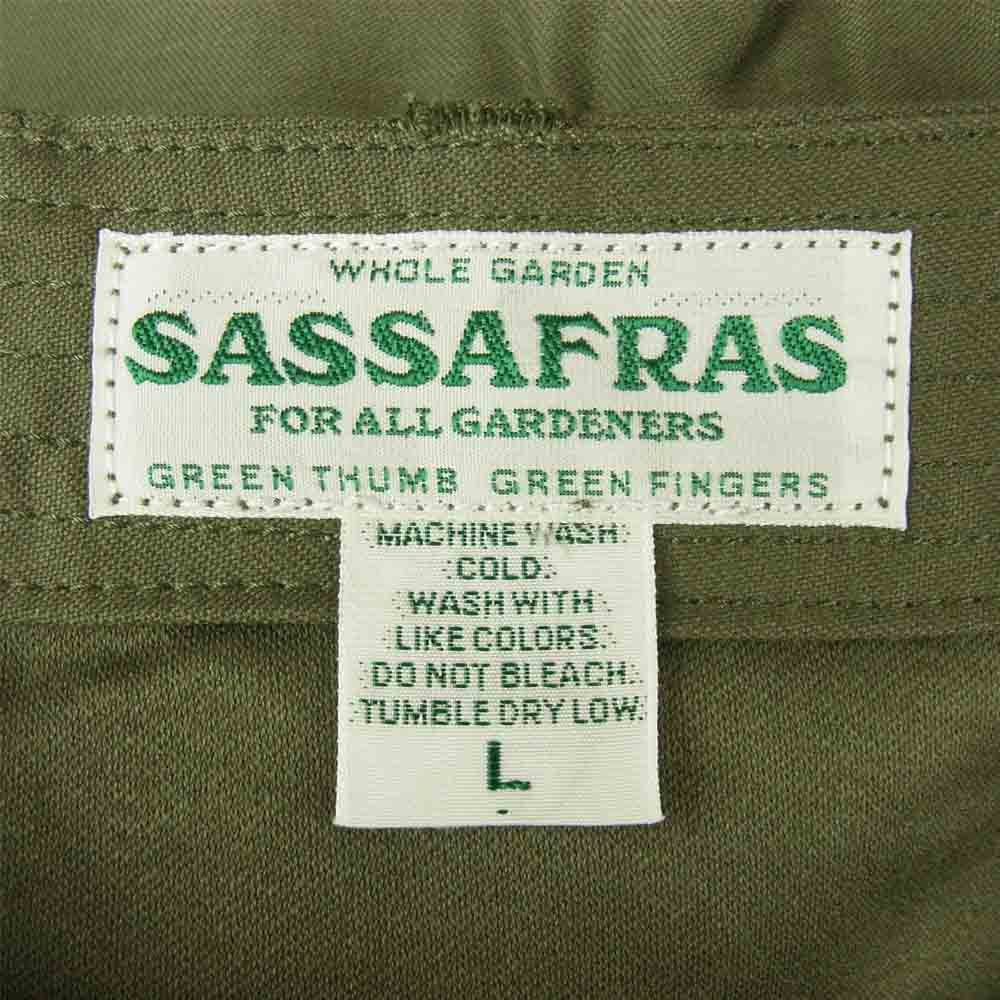 WHOLE GARDEN
SASSAFRAS
FOR ALL GARDENERS
GREEN THUMB GREEN FINGERS
MACHINE WASH
COLD
WASH WITH
LIKE COLORS
DO NOT BLEACH
TUMBLE DRY LOW
L